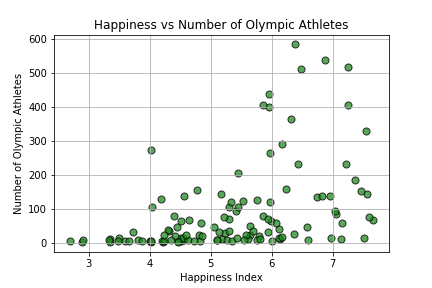 Happiness vs Number of Olympic Athletes
600
500
400
300
200
100
0
Number of Olympic Athletes
3 4 5 6 7
Happiness Index